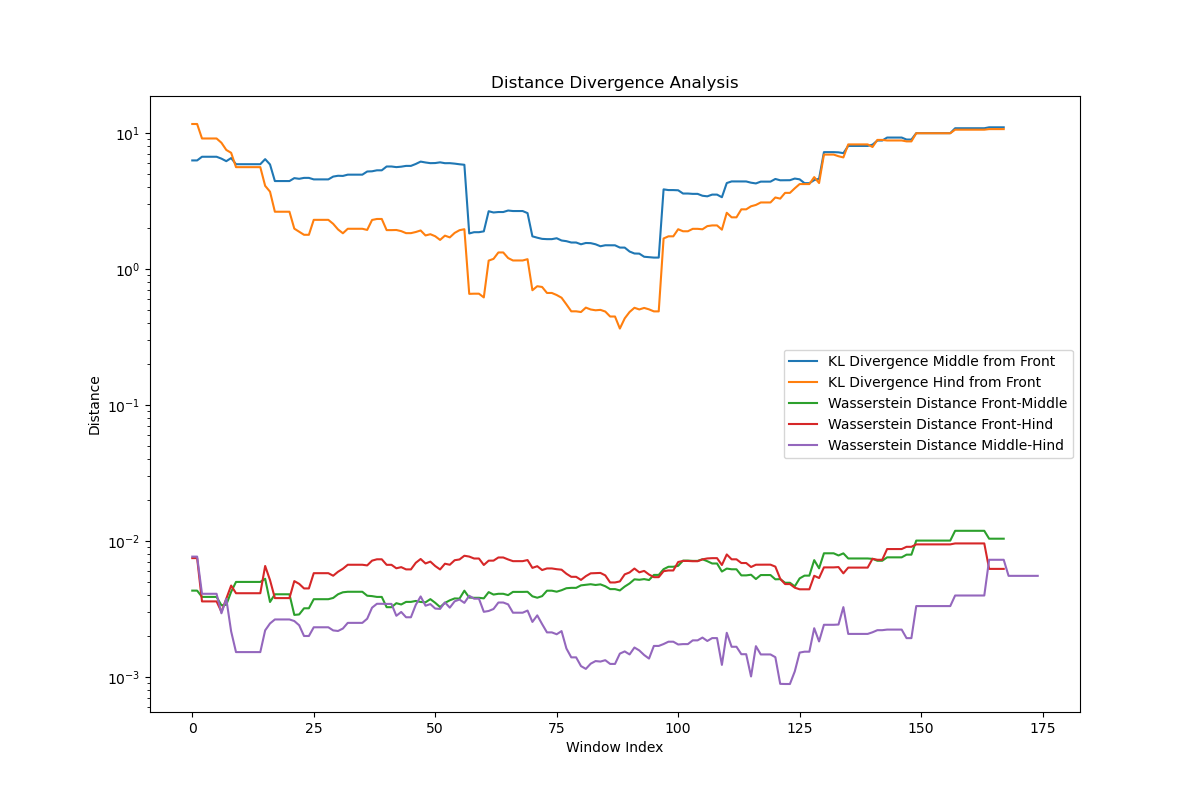 Distance Divergence Analysis
10¹
10⁰
10⁻¹
10⁻²
10⁻³
Distance
KL Divergence Middle from Front
KL Divergence Hind from Front
Wasserstein Distance Front-Middle
Wasserstein Distance Front-Hind
Wasserstein Distance Middle-Hind
0 25 50 75 100 125 150 175
Window Index